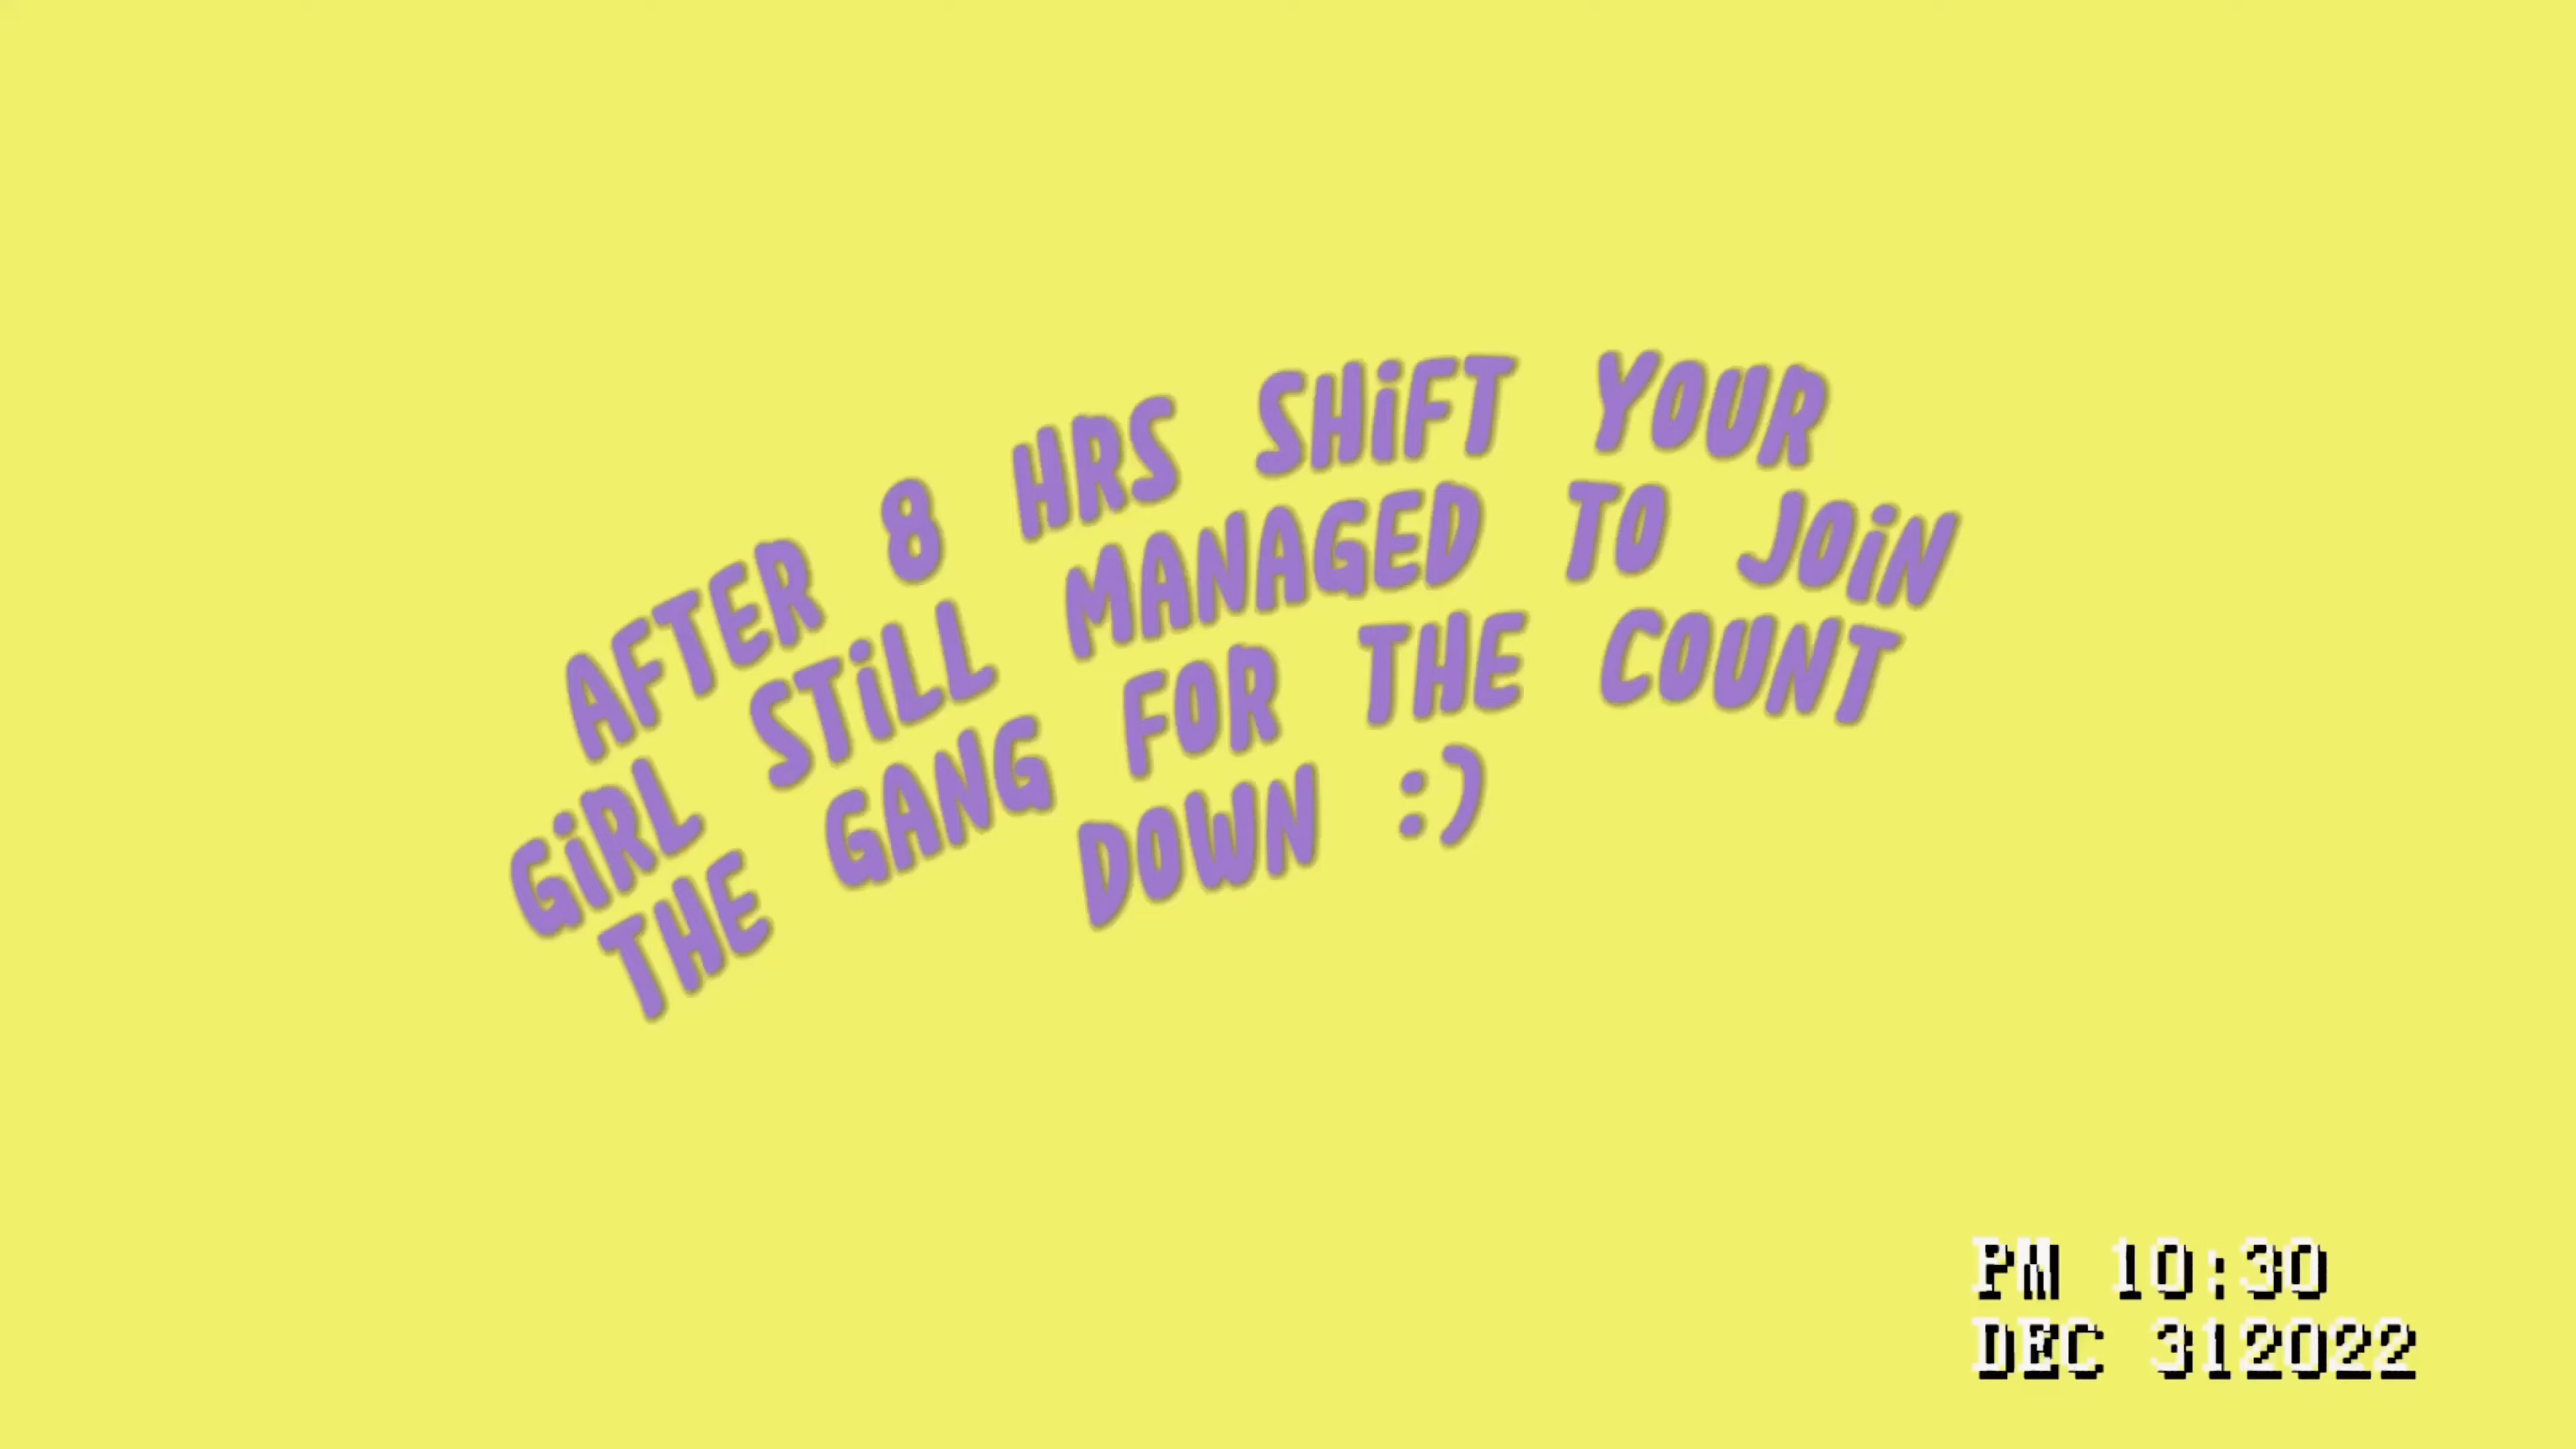 AFTER 8 HRS SHiFT YOUR
GiRL STiLL MANAGED TO JOiN
THE GANG FOR THE COUNT
DOWN :)
PM 10:30
DEC 312022